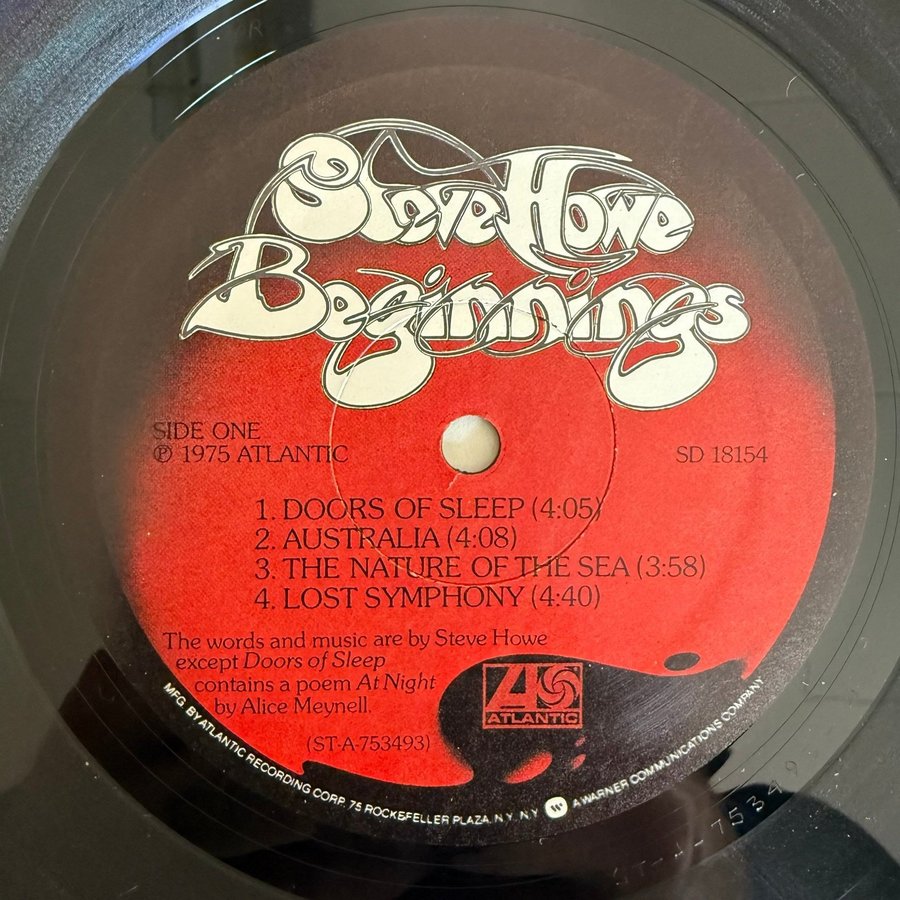 Steve Howe
Beginnings
SIDE ONE
℗ 1975 ATLANTIC
SD 18154
1. DOORS OF SLEEP (4:05)
2. AUSTRALIA (4:08)
3. THE NATURE OF THE SEA (3:58)
4. LOST SYMPHONY (4:40)
The words and music are by Steve Howe
except Doors of Sleep
contains a poem At Night
by Alice Meynell.
(ST-A-753493)
ATLANTIC
MFG. BY ATLANTIC RECORDING CORP. 75 ROCKEFELLER PLAZA, N.Y. N.Y. A WARNER COMMUNICATIONS COMPANY